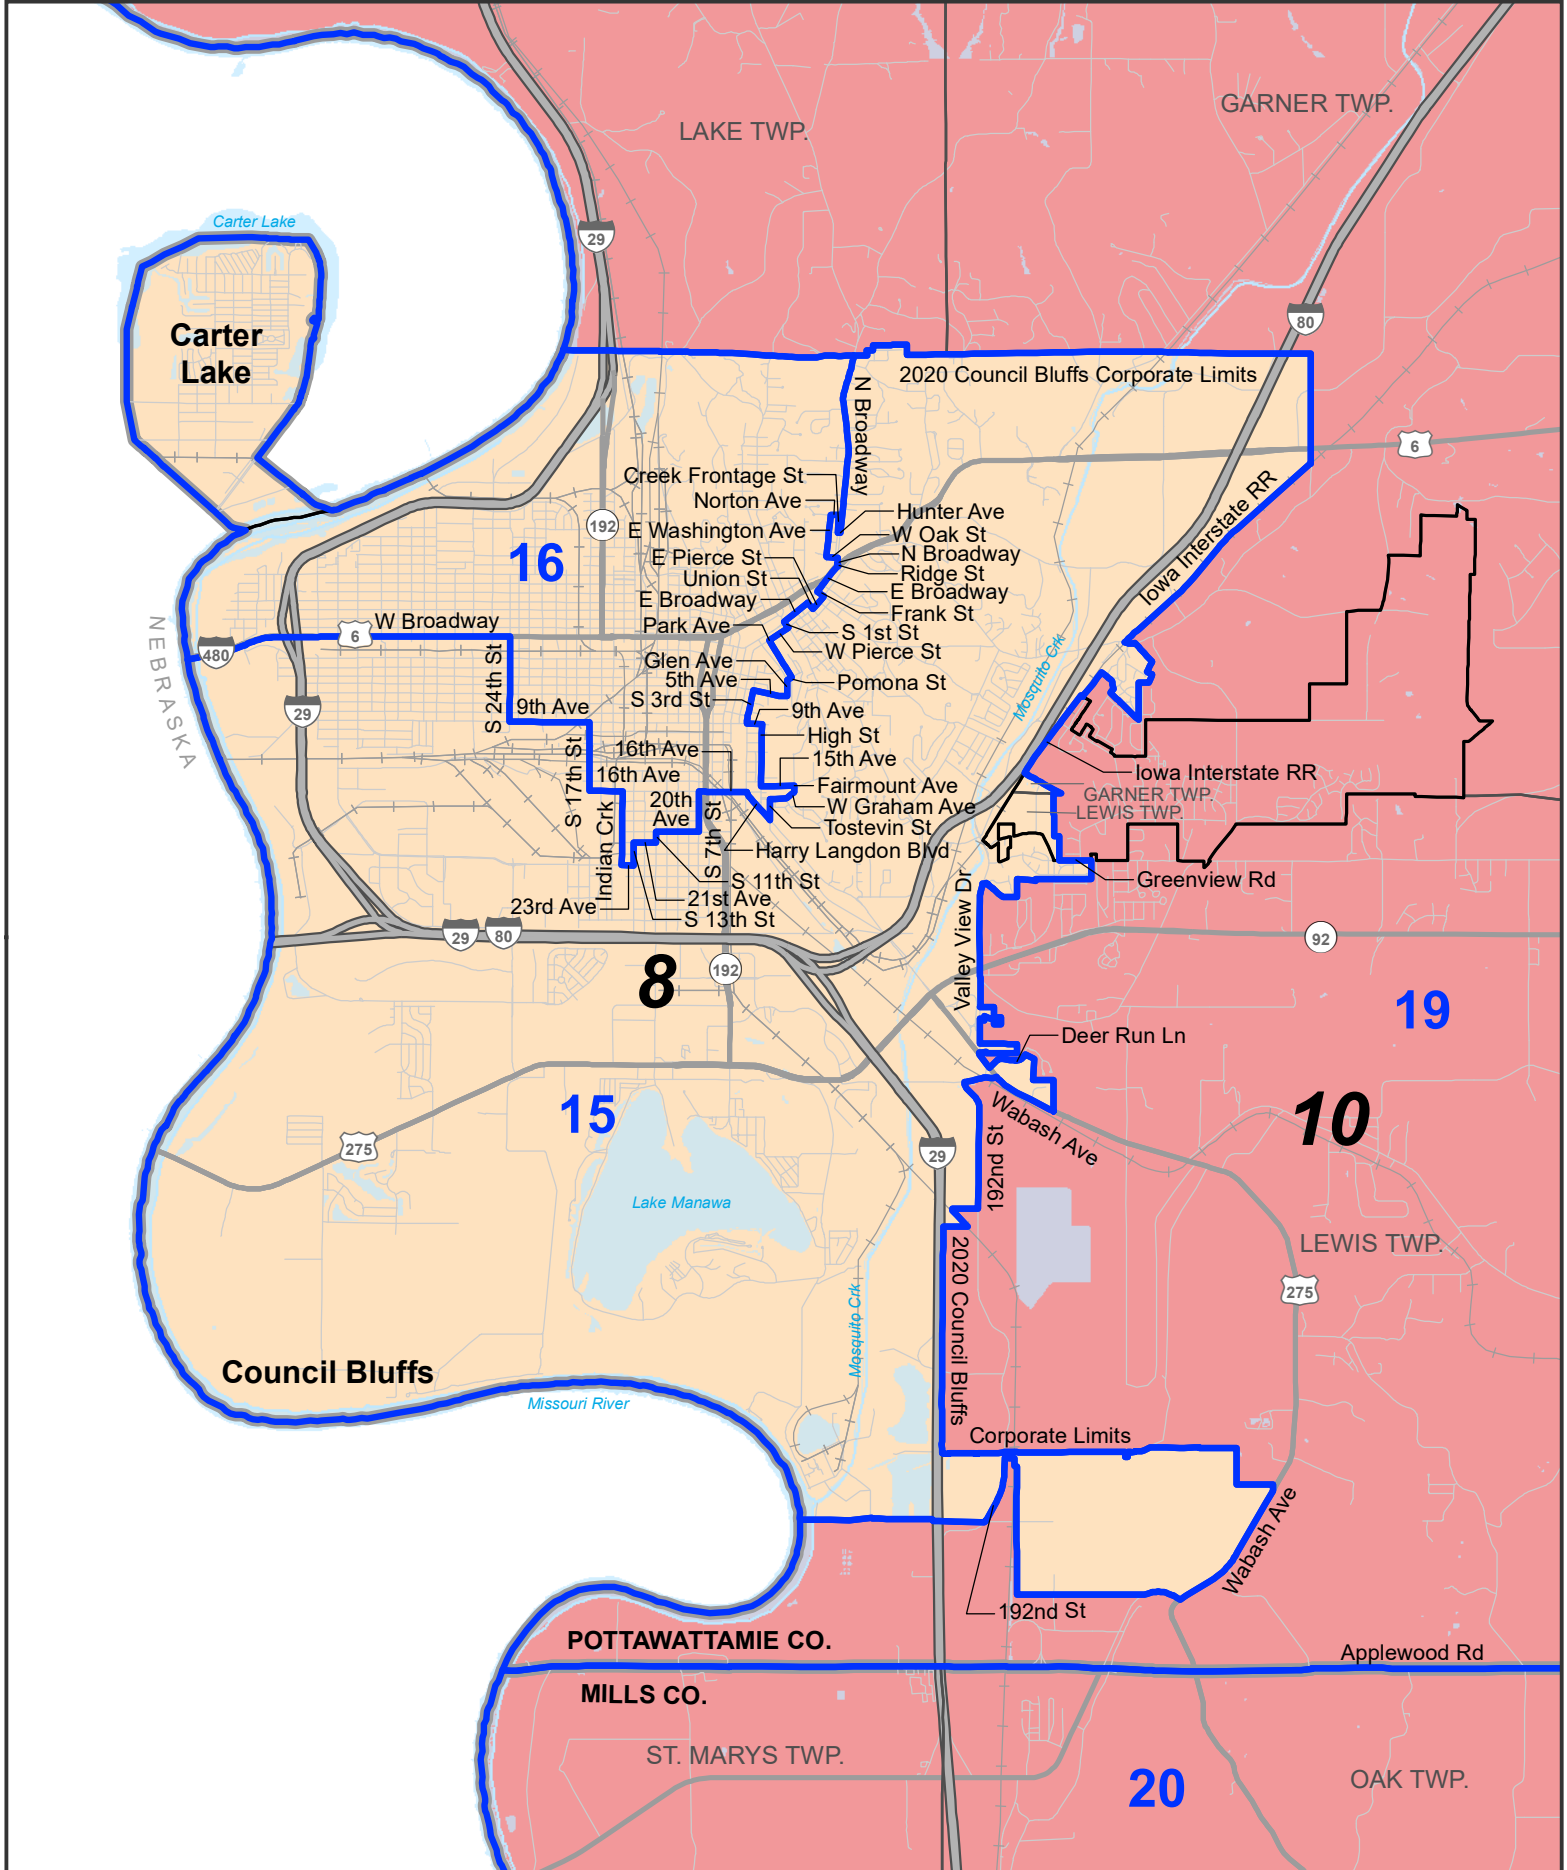 GARNER TWP.
LAKE TWP.
Carter Lake
29
80
Carter
Lake
2020 Council Bluffs Corporate Limits
N Broadway
6
Creek Frontage St
Norton Ave
Iowa Interstate RR
Hunter Ave
192
E Washington Ave
W Oak St
16
E Pierce St
N Broadway
Union St
Ridge St
E Broadway
E Broadway
Frank St
W Broadway
Park Ave
S 1st St
6
480
W Pierce St
NEBRASKA
Glen Ave
5th Ave
Pomona St
S 24th St
Mosquito Crk
S 3rd St
9th Ave
9th Ave
29
High St
16th Ave
15th Ave
S 17th St
16th Ave
Iowa Interstate RR
Fairmount Ave
GARNER TWP.
20th
Ave
W Graham Ave
LEWIS TWP.
Indian Crk
S 7th St
Tostevin St
Harry Langdon Blvd
S 11th St
Greenview Rd
21st Ave
23rd Ave
S 13th St
Valley View Dr
29
80
92
8
192
19
Deer Run Ln
15
Wabash Ave
10
275
29
192nd St
Lake Manawa
LEWIS TWP.
2020 Council Bluffs
275
Mosquito Crk
Council Bluffs
Missouri River
Corporate Limits
Wabash Ave
192nd St
POTTAWATTAMIE CO.
Applewood Rd
MILLS CO.
ST. MARYS TWP.
20
OAK TWP.